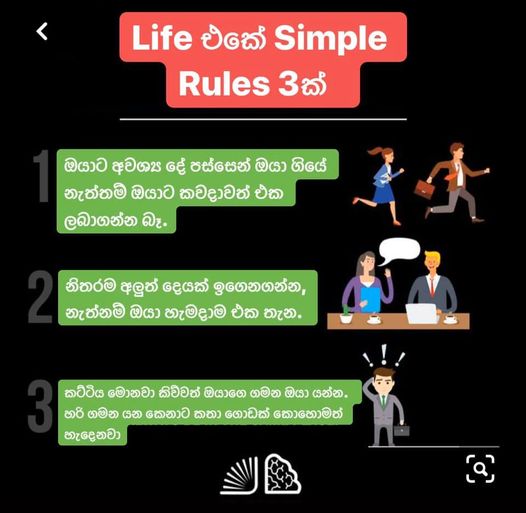 Life එකේ Simple
Rules 3ක්
1
ඔයාට අවශ්‍ය දේ පස්සෙන් ඔයා ගියේ
නැත්තම් ඔයාට කවදාවත් එක
ලබාගන්න බෑ.
2
නිතරම අලුත් දෙයක් ඉගෙනගන්න,
නැත්නම් ඔයා හැමදාම එක තැන.
3
කට්ටිය මොනවා කිව්වත් ඔයාගෙ ගමන ඔයා යන්න.
හරි ගමන යන කෙනාට කතා ගොඩක් කොහොමත්
හැදෙනවා